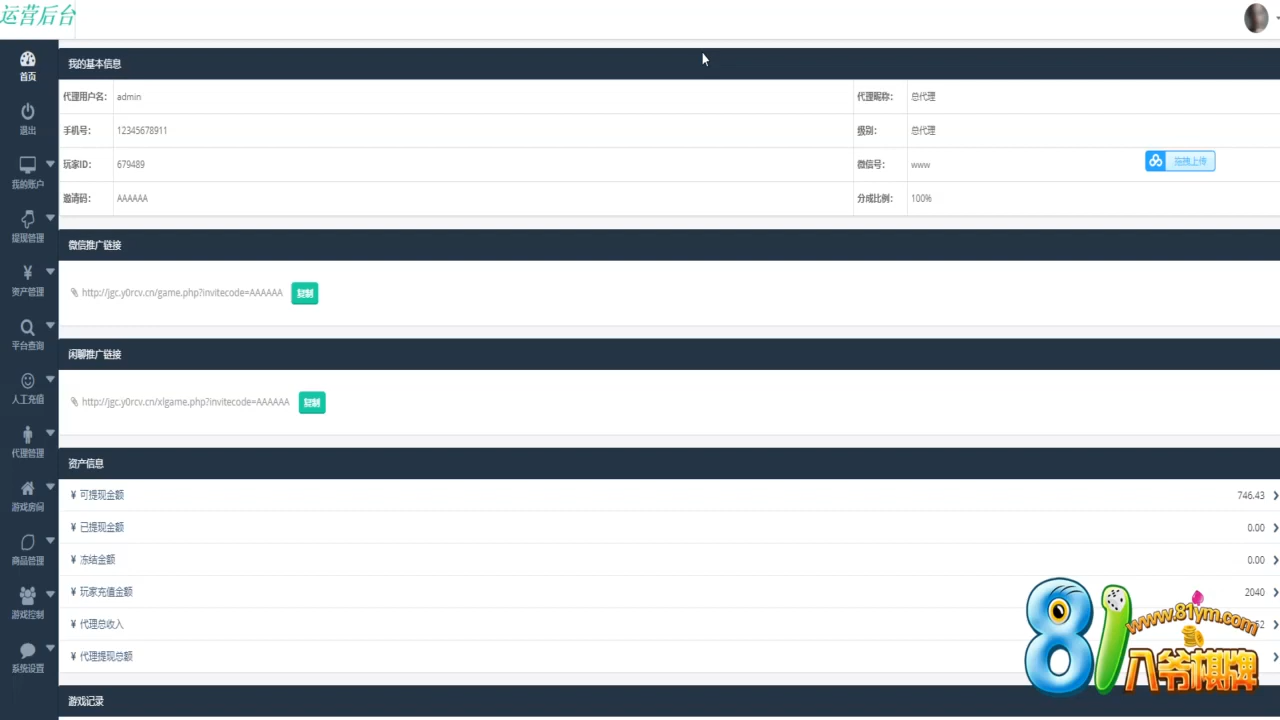 运营后台
首页
退出
我的账户
提现管理
资产管理
平台查询
人工充值
代理管理
游戏房间
商品管理
游戏控制
系统设置
我的基本信息
代理用户名: admin 代理昵称: 总代理
手机号: 12345678911 级别: 总代理
玩家ID: 679489 微信号: www
拖拽上传
邀请码: AAAAAA 分成比例: 100%
微信推广链接
http://jgc.y0rcv.cn/game.php?invitecode=AAAAAA 复制
闲聊推广链接
http://jgc.y0rcv.cn/xlgame.php?invitecode=AAAAAA 复制
资产信息
¥ 可提现金额 746.43
¥ 已提现金额 0.00
¥ 冻结金额 0.00
¥ 玩家充值金额 2040
¥ 代理总收入
¥ 代理提现总额
81
www.81ym.com
八爷棋牌
游戏记录